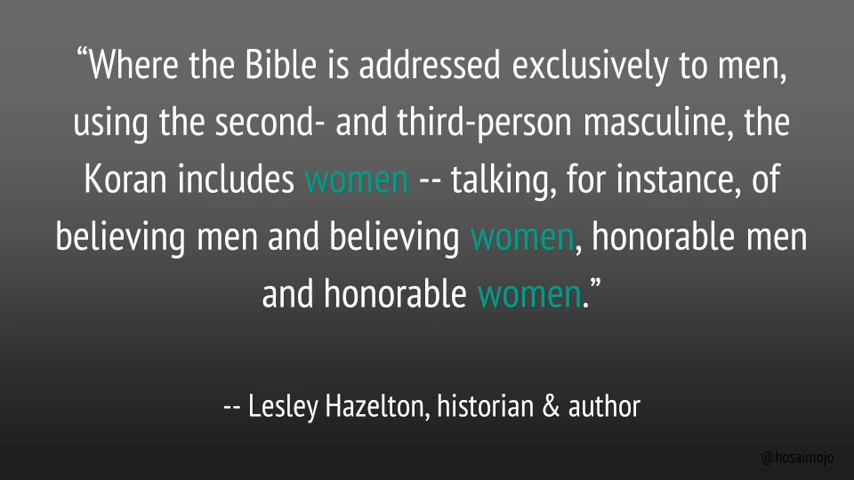 “Where the Bible is addressed exclusively to men,
using the second- and third-person masculine, the
Koran includes women -- talking, for instance, of
believing men and believing women, honorable men
and honorable women.”
-- Lesley Hazelton, historian & author
@hosaimojo